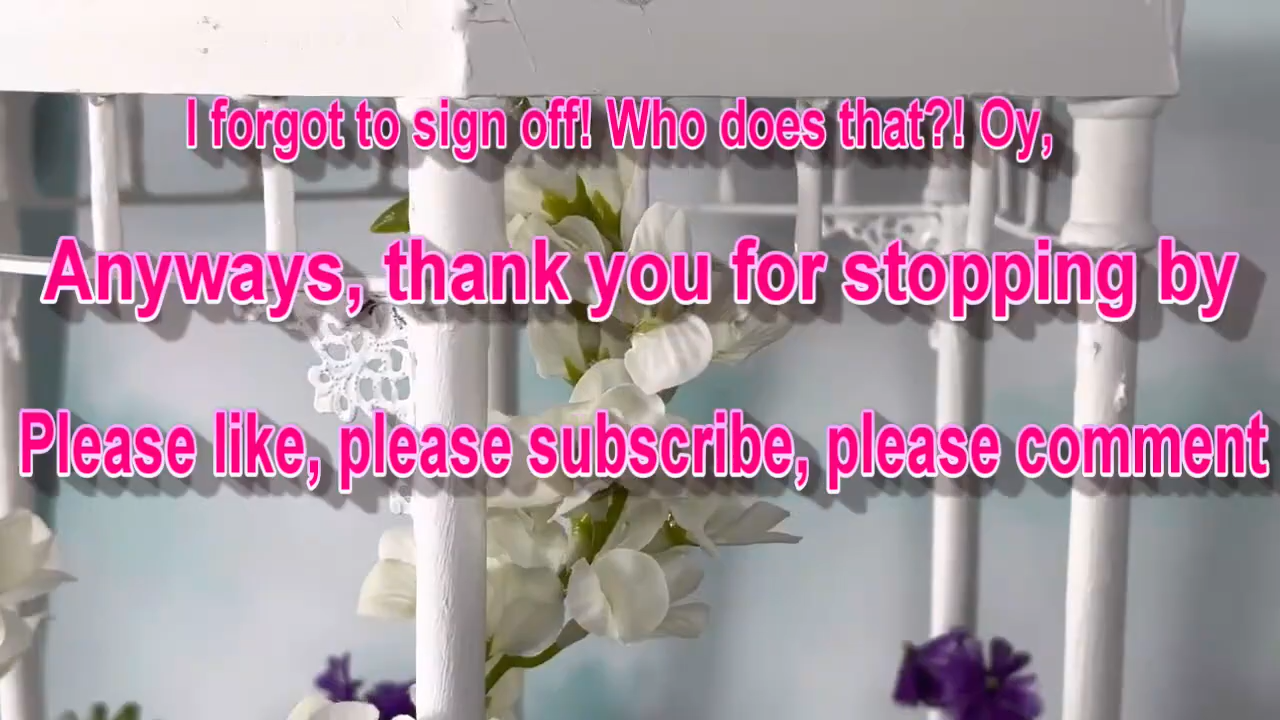 I forgot to sign off! Who does that?! Oy,
Anyways, thank you for stopping by
Please like, please subscribe, please comment